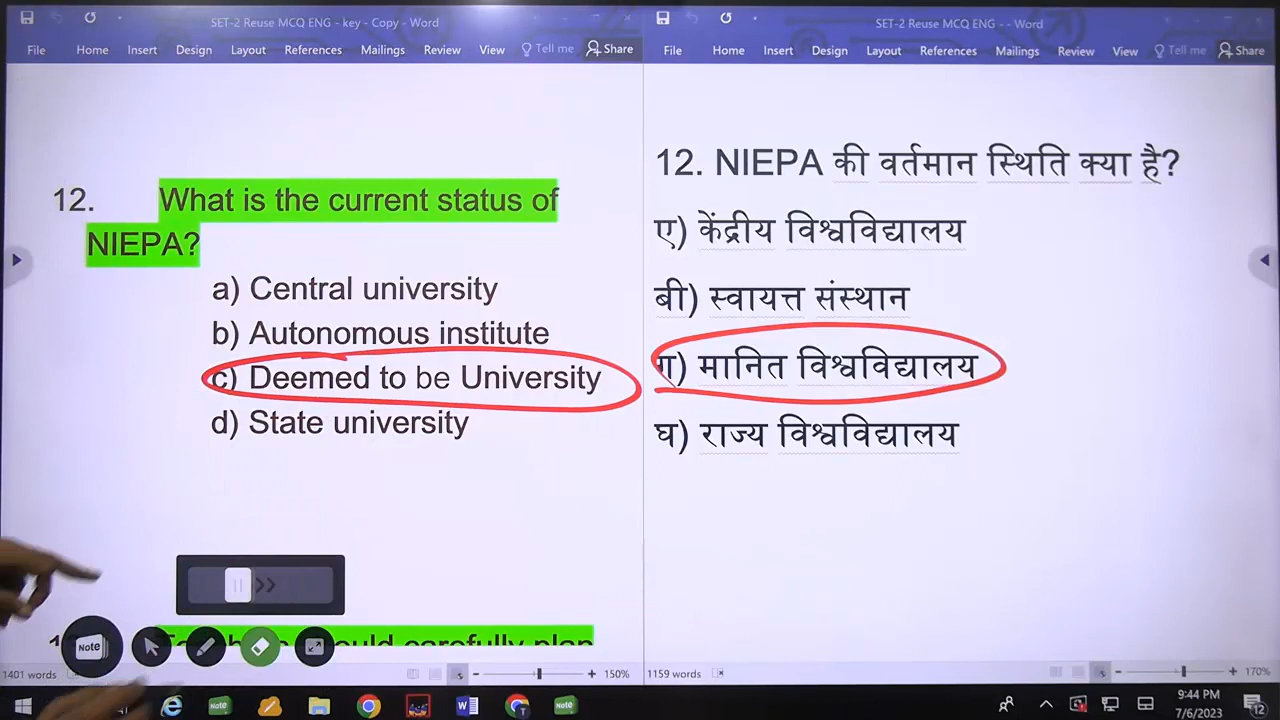 SET-2 Reuse MCQ ENG - key - Copy - Word
File Home Insert Design Layout References Mailings Review View Tell me Share
12. What is the current status of
NIEPA?
a) Central university
b) Autonomous institute
c) Deemed to be University
d) State university
Note
1401 words
150%
SET-2 Reuse MCQ ENG - - Word
File Home Insert Design Layout References Mailings Review View Tell me Share
12. NIEPA की वर्तमान स्थिति क्या है?
ए) केंद्रीय विश्वविद्यालय
बी) स्वायत्त संस्थान
ग) मानित विश्वविद्यालय
घ) राज्य विश्वविद्यालय
1159 words
170%
Note
Note
9:44 PM
7/6/2023
12